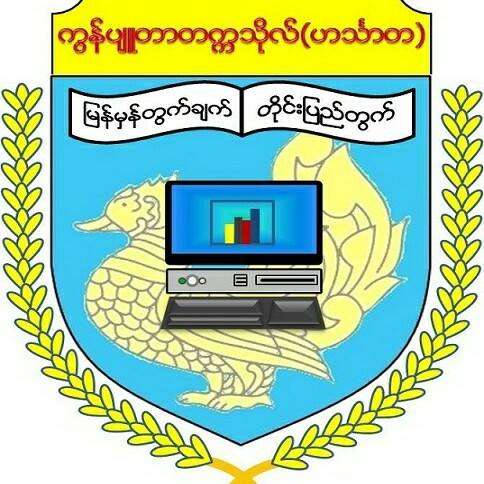 ကွန်ပျူတာတက္ကသိုလ်(ဟင်္သာတ)
မြန်မှန်တွက်ချက် တိုင်းပြည်တွက်